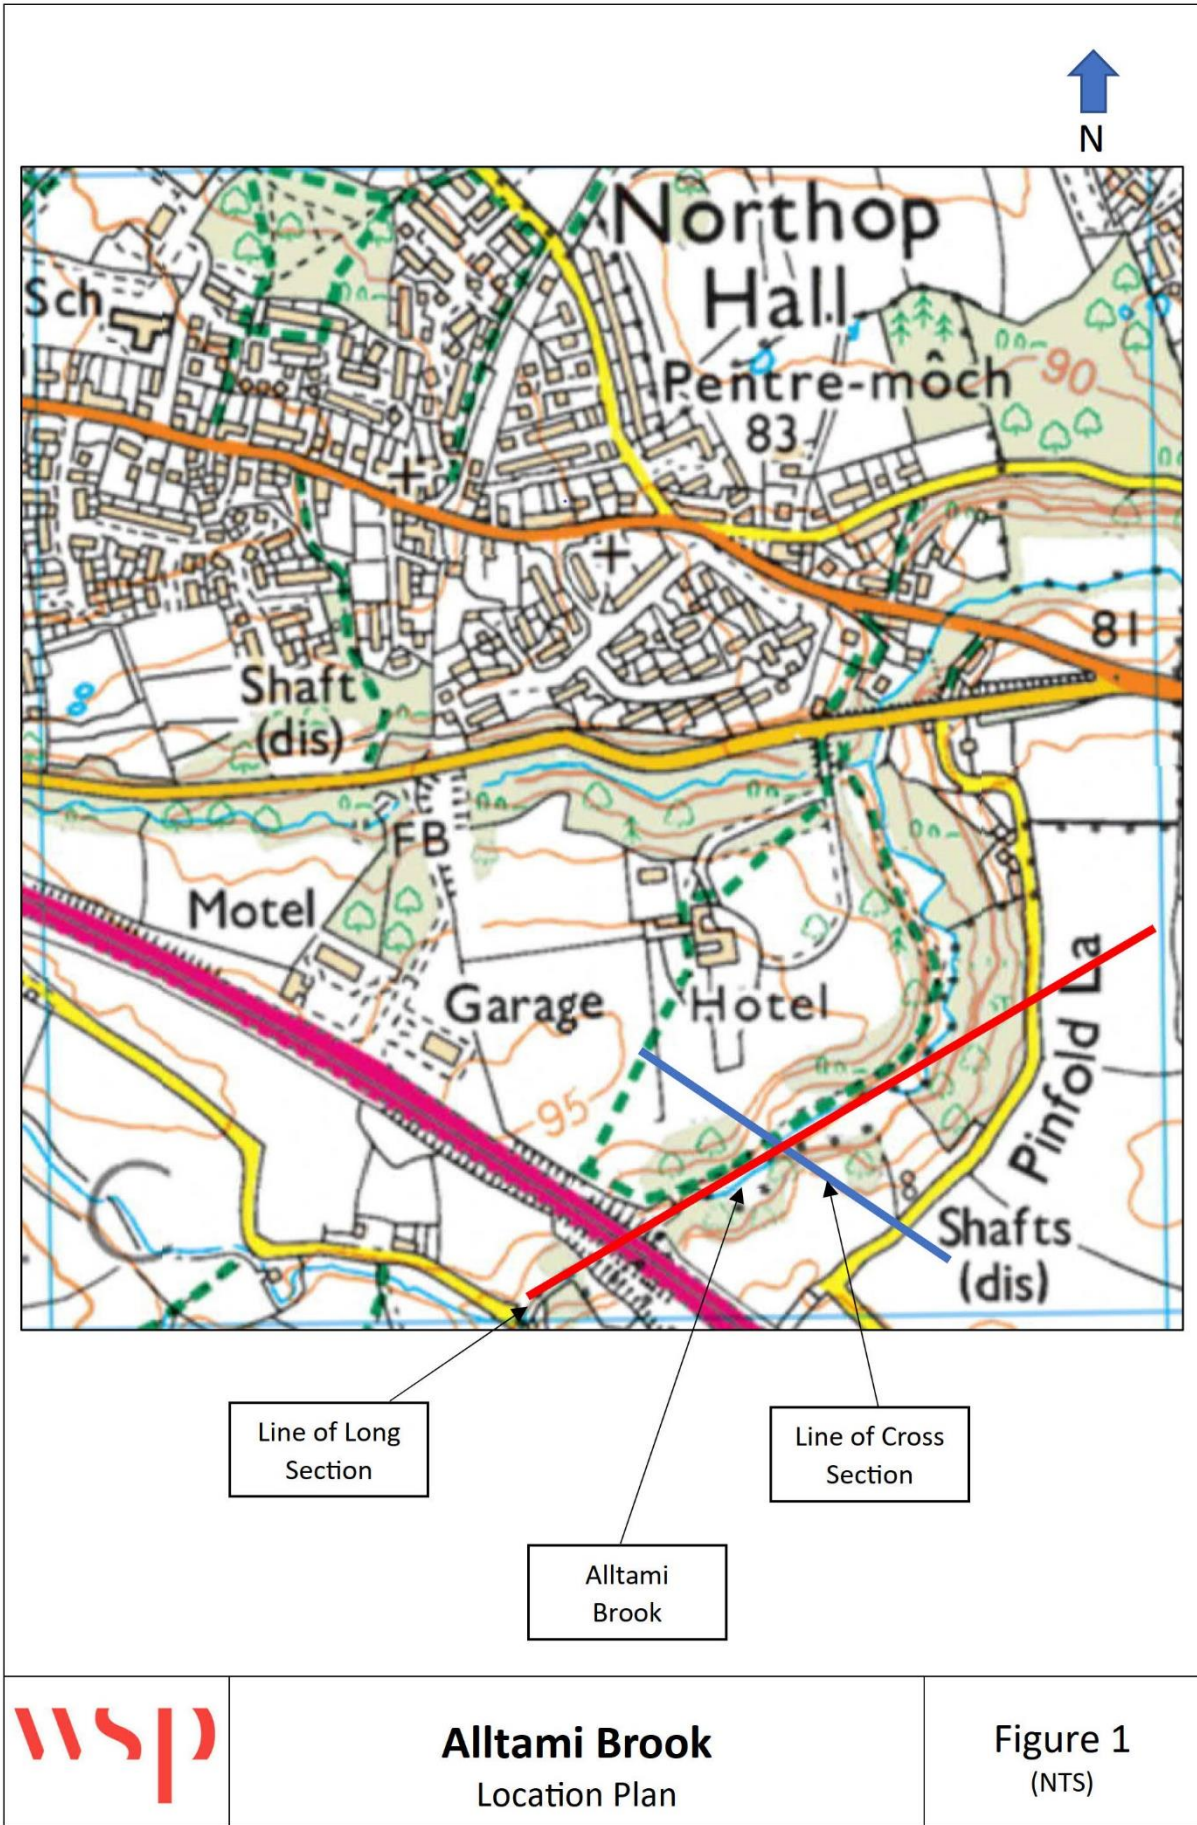 N
Northop
Hall
Sch
Pentre-môch
90
83
81
Shaft
(dis)
FB
Motel
Garage
Hotel
95
Pinfold La
Shafts
(dis)
Line of Long
Section
Line of Cross
Section
Alltami
Brook
wsp
Alltami Brook
Location Plan
Figure 1
(NTS)